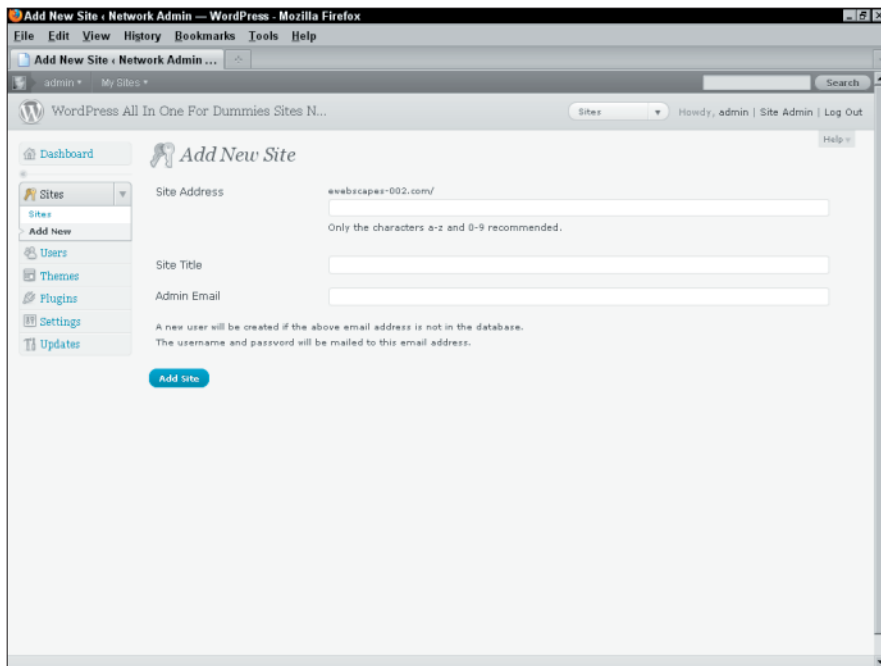 Add New Site ‹ Network Admin — WordPress - Mozilla Firefox
File Edit View History Bookmarks Tools Help
Add New Site ‹ Network Admin ...
admin My Sites Search
WordPress All In One For Dummies Sites N... Sites Howdy, admin | Site Admin | Log Out
Help
Dashboard
Add New Site
Sites
Sites
Add New
Users
Themes
Plugins
Settings
Updates
Site Address ewebscapes-002.com/
Only the characters a-z and 0-9 recommended.
Site Title
Admin Email
A new user will be created if the above email address is not in the database.
The username and password will be mailed to this email address.
Add Site